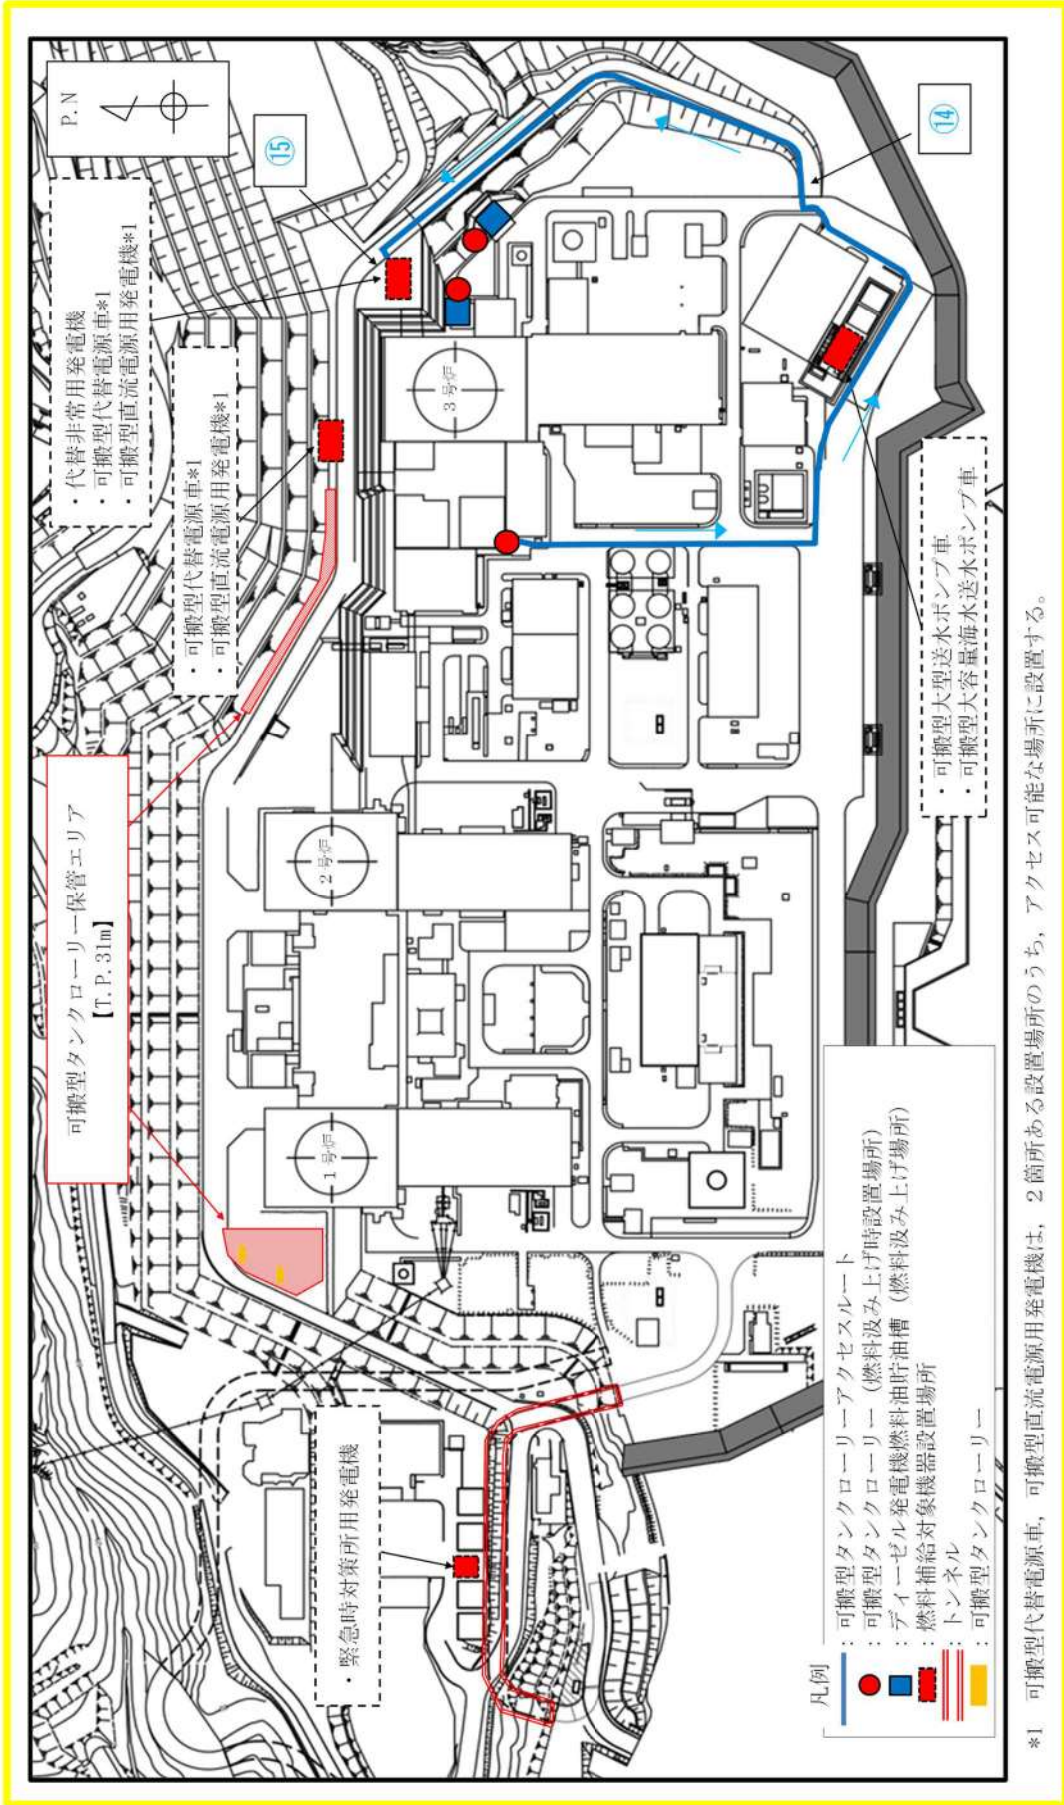 P.N
・代替非常用発電機
・可搬型代替電源車*1
・可搬型直流電源用発電機*1
⑮
・可搬型代替電源車*1
・可搬型直流電源用発電機*1
可搬型タンクローリー保管エリア
【T.P.31m】
⑭
3号炉
2号炉
1号炉
・可搬型大型送水ポンプ車
・可搬型大容量海水送水ポンプ車
・緊急時対策所用発電機
凡例
：可搬型タンクローリーアクセスルート
：可搬型タンクローリー（燃料汲み上げ時設置場所）
：ディーゼル発電機燃料油貯油槽（燃料汲み上げ場所）
：燃料補給対象機器設置場所
：トンネル
：可搬型タンクローリー
*1　可搬型代替電源車，可搬型直流電源用発電機は，2箇所ある設置場所のうち，アクセス可能な場所に設置する。